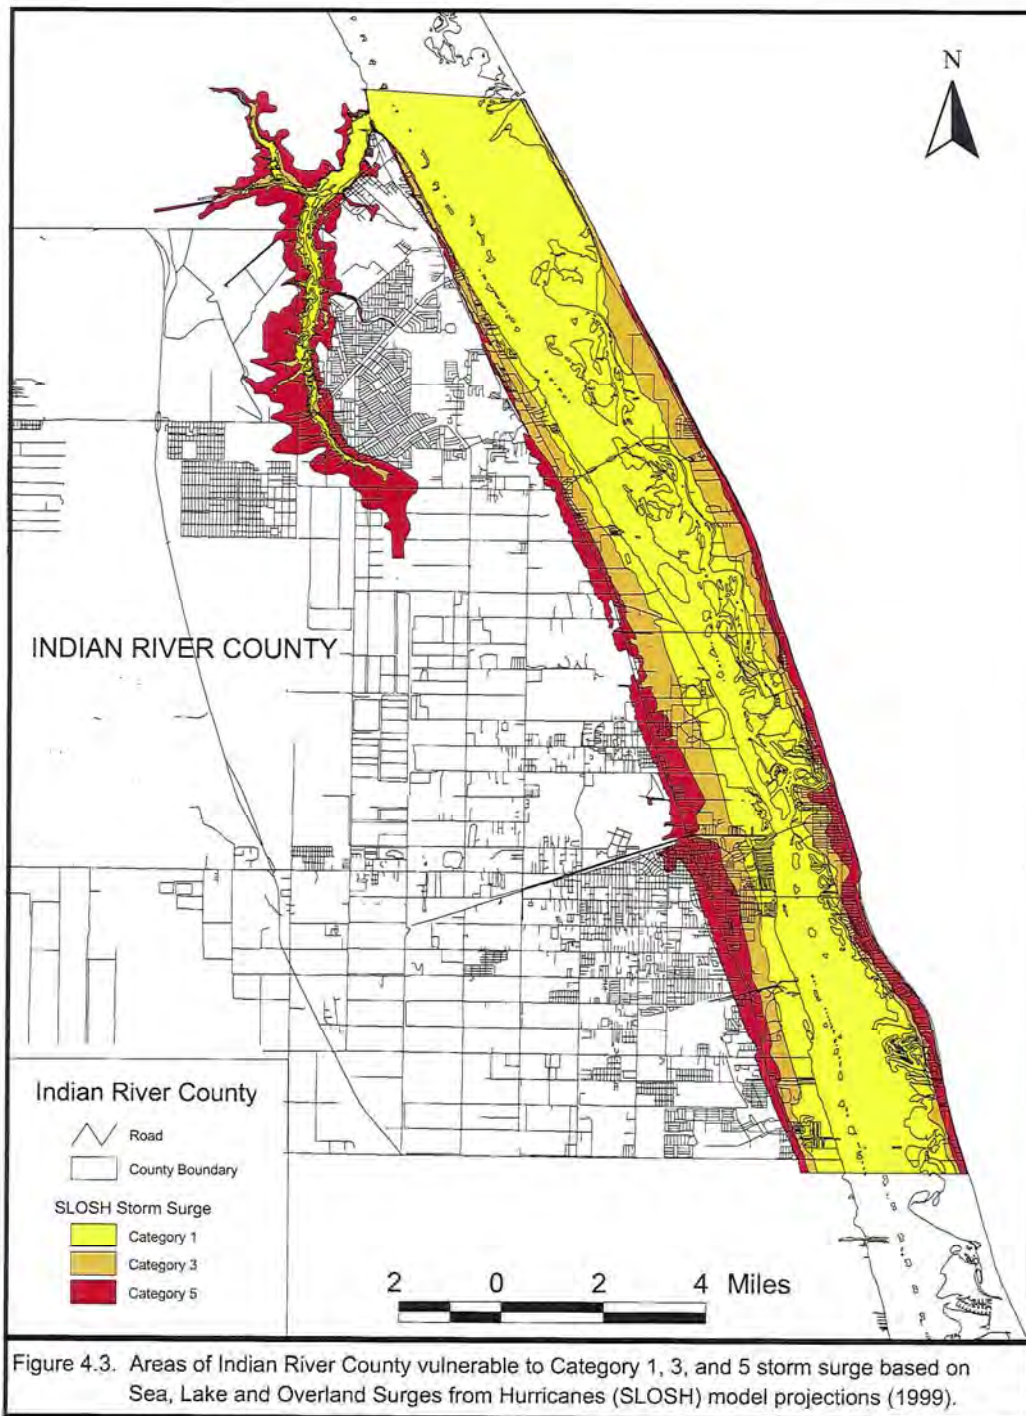 N
INDIAN RIVER COUNTY
Indian River County
Road
County Boundary
SLOSH Storm Surge
Category 1
Category 3
Category 5
2 0 2 4 Miles
Figure 4.3. Areas of Indian River County vulnerable to Category 1, 3, and 5 storm surge based on
Sea, Lake and Overland Surges from Hurricanes (SLOSH) model projections (1999).